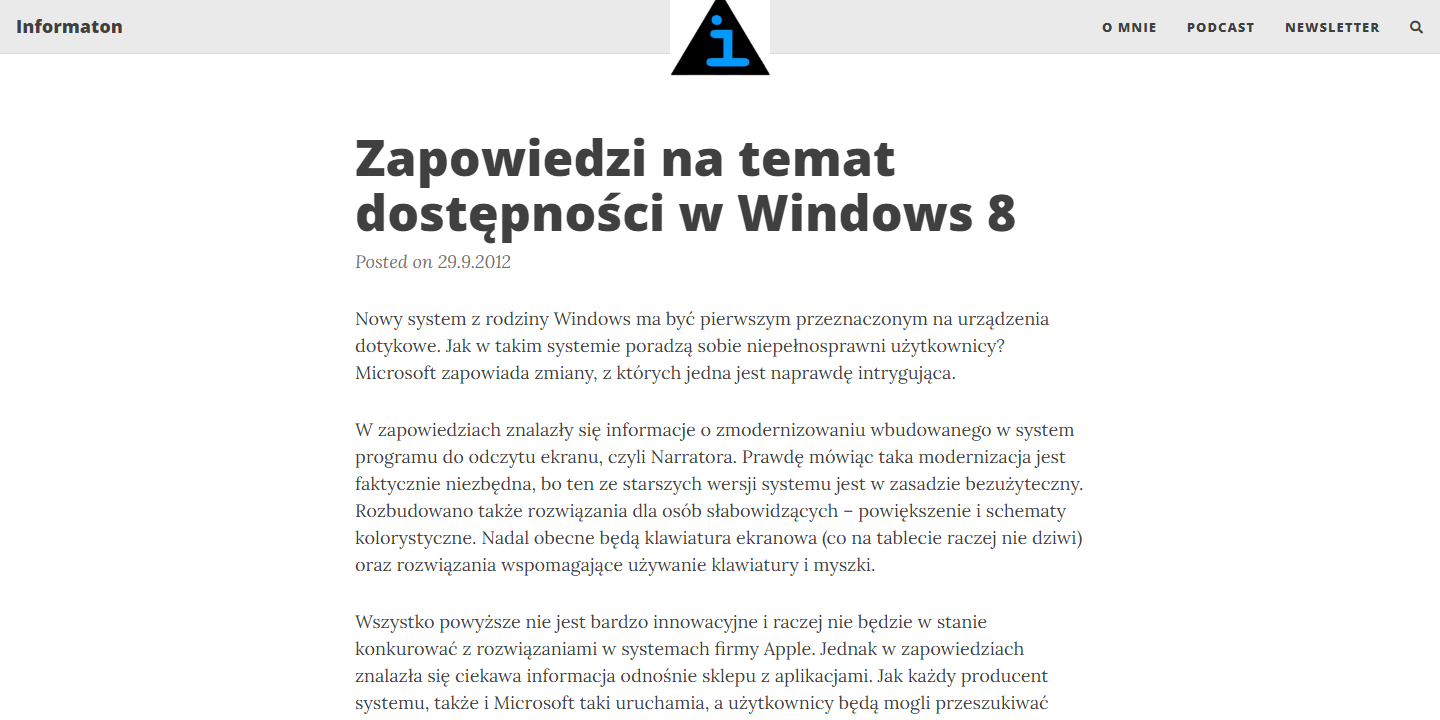 Informaton
i
O MNIE
PODCAST
NEWSLETTER
Zapowiedzi na temat
dostępności w Windows 8
Posted on 29.9.2012
Nowy system z rodziny Windows ma być pierwszym przeznaczonym na urządzenia
dotykowe. Jak w takim systemie poradzą sobie niepełnosprawni użytkownicy?
Microsoft zapowiada zmiany, z których jedna jest naprawdę intrygująca.
W zapowiedziach znalazły się informacje o zmodernizowaniu wbudowanego w system
programu do odczytu ekranu, czyli Narratora. Prawdę mówiąc taka modernizacja jest
faktycznie niezbędna, bo ten ze starszych wersji systemu jest w zasadzie bezużyteczny.
Rozbudowano także rozwiązania dla osób słabowidzących – powiększenie i schematy
kolorystyczne. Nadal obecne będą klawiatura ekranowa (co na tablecie raczej nie dziwi)
oraz rozwiązania wspomagające używanie klawiatury i myszki.
Wszystko powyższe nie jest bardzo innowacyjne i raczej nie będzie w stanie
konkurować z rozwiązaniami w systemach firmy Apple. Jednak w zapowiedziach
znalazła się ciekawa informacja odnośnie sklepu z aplikacjami. Jak każdy producent
systemu, także i Microsoft taki uruchamia, a użytkownicy będą mogli przeszukiwać